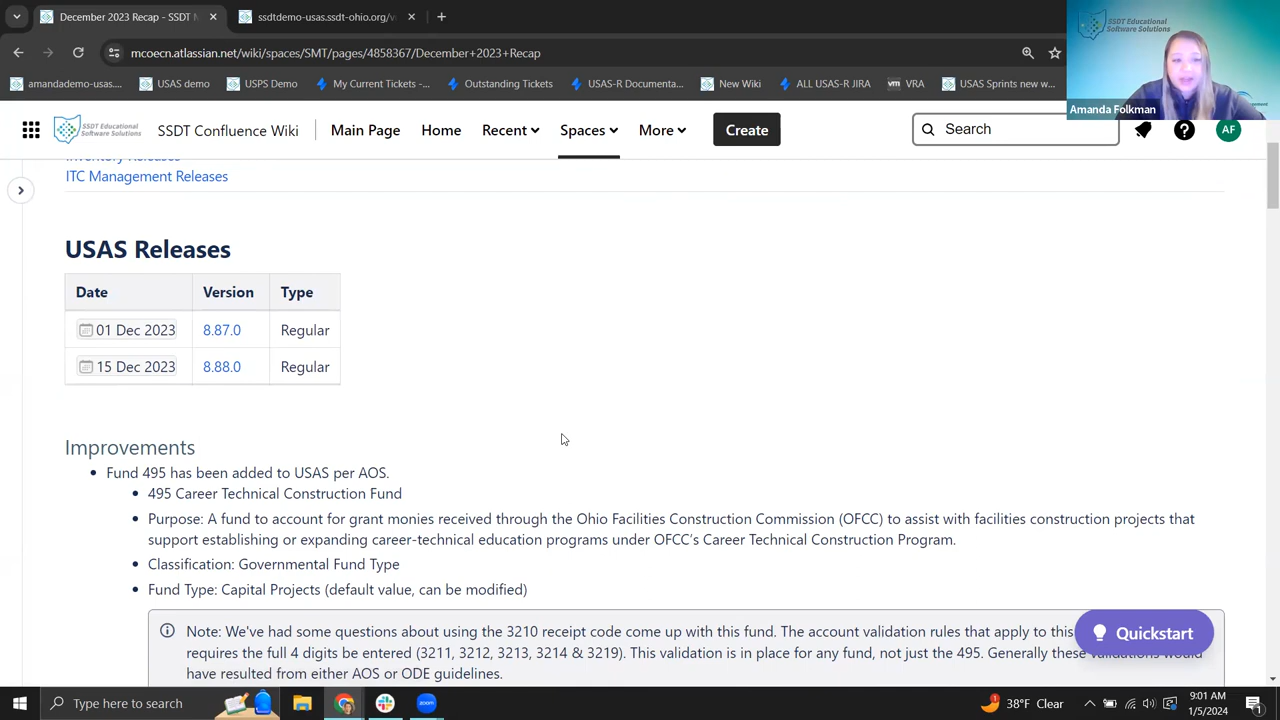 December 2023 Recap - SSDT Confl
ssdtdemo-usas.ssdt-ohio.org/v
mcoecn.atlassian.net/wiki/spaces/SMT/pages/4858367/December+2023+Recap
SSDT Educational
Software Solutions
amandademo-usas....
USAS demo
USPS Demo
My Current Tickets -...
Outstanding Tickets
USAS-R Documenta...
New Wiki
ALL USAS-R JIRA
vm VRA
USAS Sprints new w...
Amanda Folkman
SSDT Educational
Software Solutions
SSDT Confluence Wiki
Main Page
Home
Recent
Spaces
More
Create
Search
AF
Inventory Releases
ITC Management Releases
USAS Releases
Date Version Type
01 Dec 2023 8.87.0 Regular
15 Dec 2023 8.88.0 Regular
Improvements
Fund 495 has been added to USAS per AOS.
495 Career Technical Construction Fund
Purpose: A fund to account for grant monies received through the Ohio Facilities Construction Commission (OFCC) to assist with facilities construction projects that
support establishing or expanding career-technical education programs under OFCC's Career Technical Construction Program.
Classification: Governmental Fund Type
Fund Type: Capital Projects (default value, can be modified)
Note: We've had some questions about using the 3210 receipt code come up with this fund. The account validation rules that apply to this
requires the full 4 digits be entered (3211, 3212, 3213, 3214 & 3219). This validation is in place for any fund, not just the 495. Generally these validations would
have resulted from either AOS or ODE guidelines.
Quickstart
Type here to search
zoom
1
38°F Clear
9:01 AM
1/5/2024
1